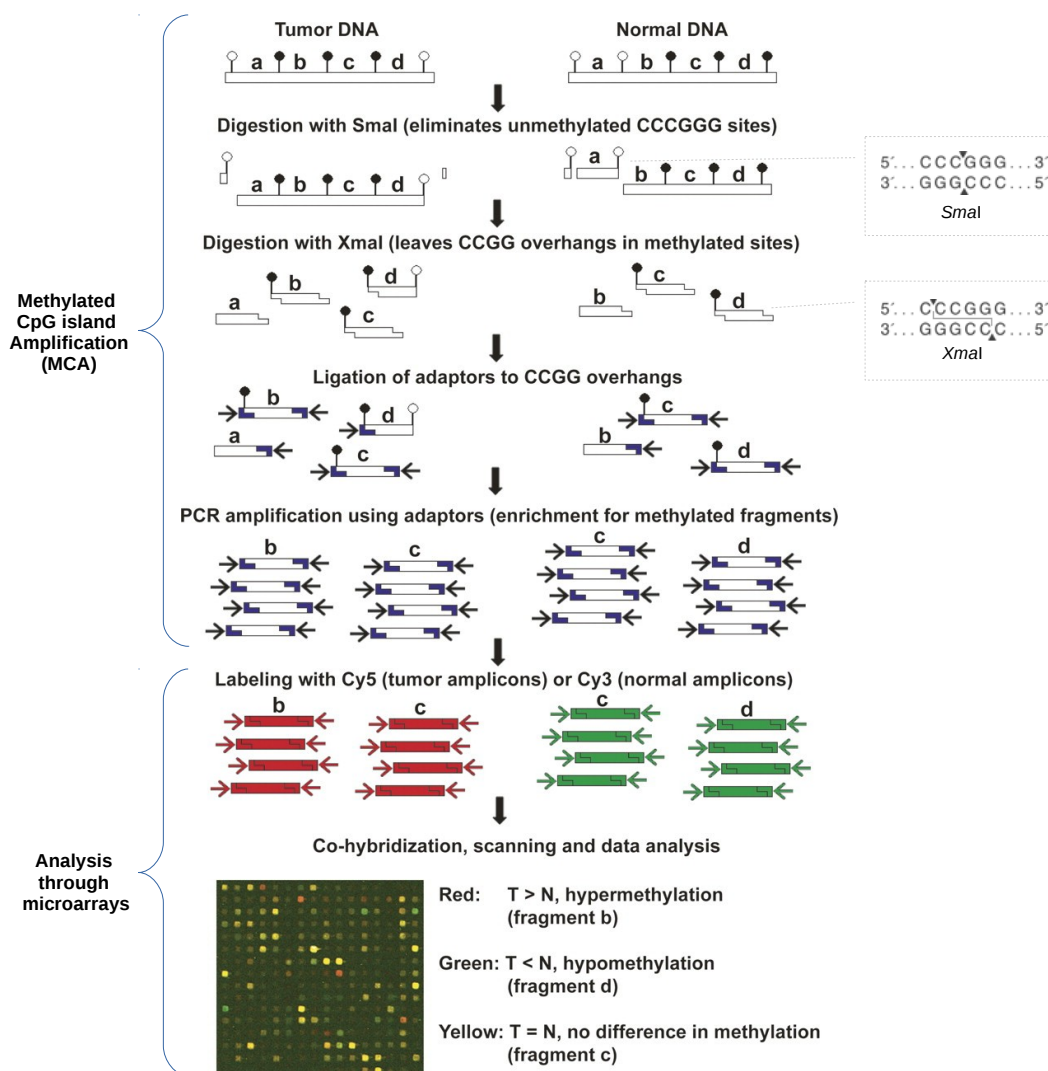 Tumor DNA
Normal DNA
a b c d
a b c d
Digestion with SmaI (eliminates unmethylated CCCGGG sites)
a b c d
a
b c d
5´... CCCGGG...3´
3´... GGGCCC...5´
SmaI
Digestion with XmaI (leaves CCGG overhangs in methylated sites)
a
b
c
d
b
c
d
5´... CCCGGG...3´
3´... GGGCCC...5´
XmaI
Methylated
CpG island
Amplification
(MCA)
Ligation of adaptors to CCGG overhangs
b
d
a
c
c
b
d
PCR amplification using adaptors (enrichment for methylated fragments)
b
c
c
d
Labeling with Cy5 (tumor amplicons) or Cy3 (normal amplicons)
b
c
c
d
Co-hybridization, scanning and data analysis
Analysis
through
microarrays
Red: T > N, hypermethylation
(fragment b)
Green: T < N, hypomethylation
(fragment d)
Yellow: T = N, no difference in methylation
(fragment c)